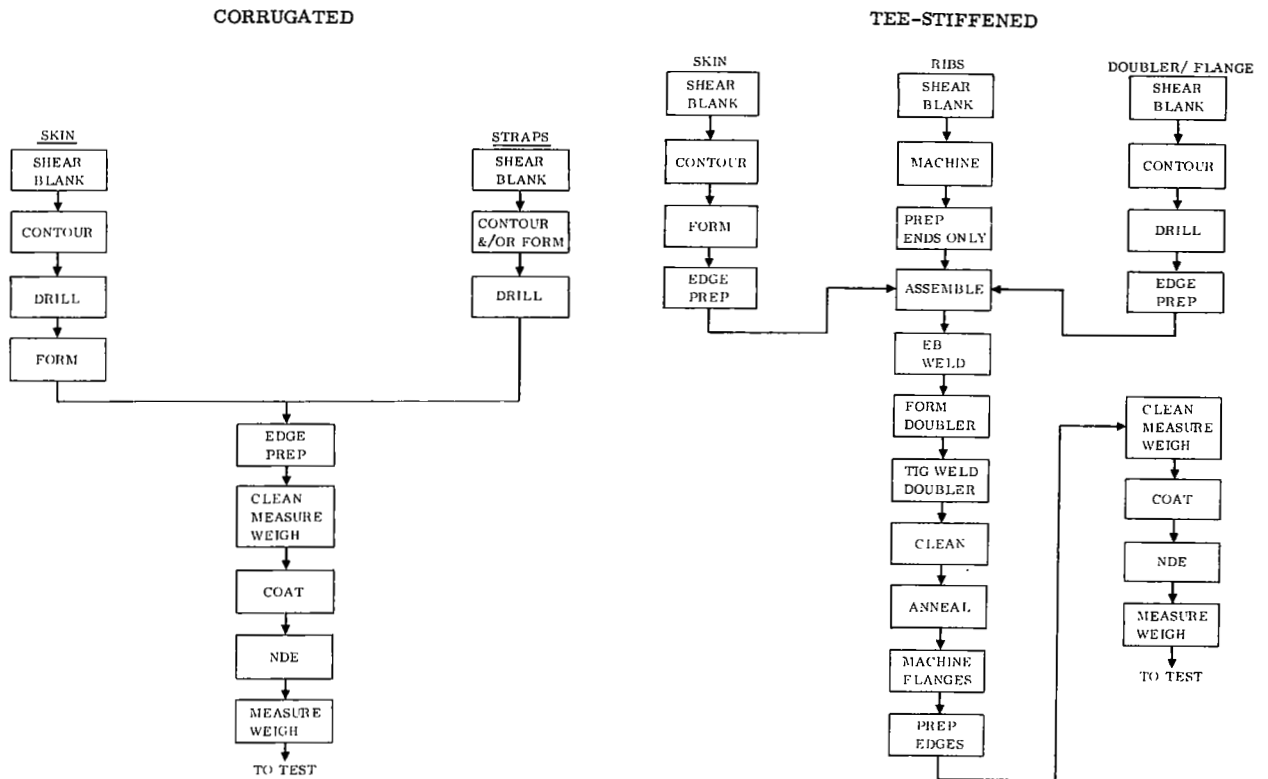 CORRUGATED
SKIN
SHEAR
BLANK
CONTOUR
DRILL
FORM
STRAPS
SHEAR
BLANK
CONTOUR
&/OR FORM
DRILL
EDGE
PREP
CLEAN
MEASURE
WEIGH
COAT
NDE
MEASURE
WEIGH
TO TEST
TEE-STIFFENED
SKIN
SHEAR
BLANK
CONTOUR
FORM
EDGE
PREP
RIBS
SHEAR
BLANK
MACHINE
PREP
ENDS ONLY
ASSEMBLE
DOUBLER/ FLANGE
SHEAR
BLANK
CONTOUR
DRILL
EDGE
PREP
EB
WELD
FORM
DOUBLER
TIG WELD
DOUBLER
CLEAN
ANNEAL
MACHINE
FLANGES
PREP
EDGES
CLEAN
MEASURE
WEIGH
COAT
NDE
MEASURE
WEIGH
TO TEST